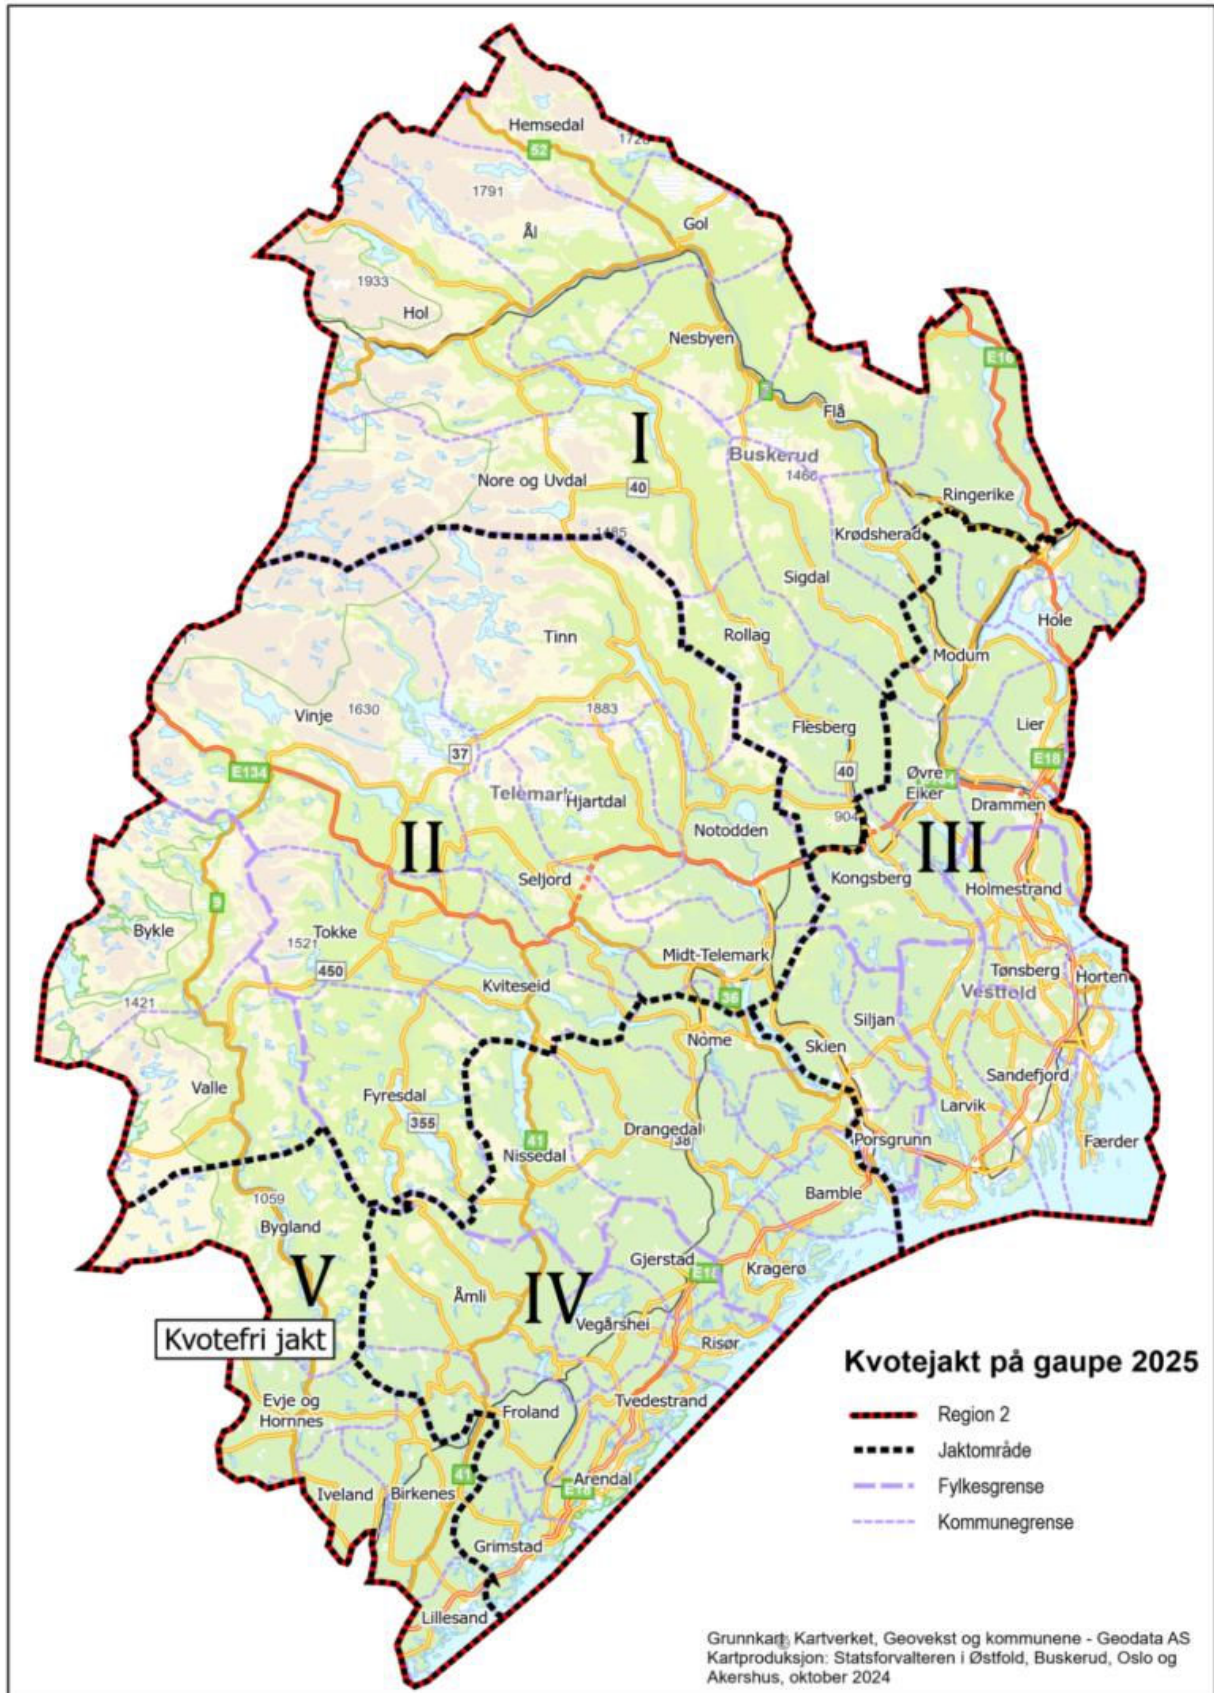 Hemsedal
52
1791
Ål
Gol
1933
Hol
Nesbyen
E16
Flå
I
Buskerud
1466
Nore og Uvdal
40
Ringerike
1485
Krødsherad
Sigdal
Hole
Tinn
Rollag
Modum
Vinje
1630
1883
Flesberg
Lier
37
E18
E134
40
Øvre
Eiker
Telemark
Hjartdal
Drammen
904
Notodden
II
III
Seljord
Kongsberg
Holmestrand
9
Bykle
Tokke
1521
Midt-Telemark
450
Tønsberg
Horten
Kviteseid
Vestfold
1421
36
Siljan
Nome
Skien
Sandefjord
Valle
Fyresdal
Larvik
355
Drangedal
38
41
Porsgrunn
Færder
Nissedal
Bamble
1059
Bygland
Gjerstad
Kragerø
E18
V
IV
Åmli
Vegårshei
Kvotefri jakt
Risør
Kvotejakt på gaupe 2025
Evje og
Hornnes
Tvedestrand
Froland
Region 2
Jaktområde
Arendal
41
E18
Iveland
Birkenes
Fylkesgrense
Kommunegrense
Grimstad
Lillesand
Grunnkart: Kartverket, Geovekst og kommunene - Geodata AS
Kartproduksjon: Statsforvalteren i Østfold, Buskerud, Oslo og
Akershus, oktober 2024